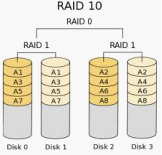 RAID 10
RAID 0
RAID 1 RAID 1
A1 A1 A2 A2
A3 A3 A4 A4
A5 A5 A6 A6
A7 A7 A8 A8
Disk 0 Disk 1 Disk 2 Disk 3